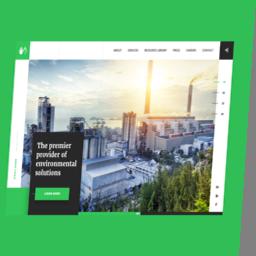 ABOUT SERVICES RESOURCE LIBRARY PRESS CAREERS CONTACT
The premier
provider of
environmental
solutions
LEARN MORE